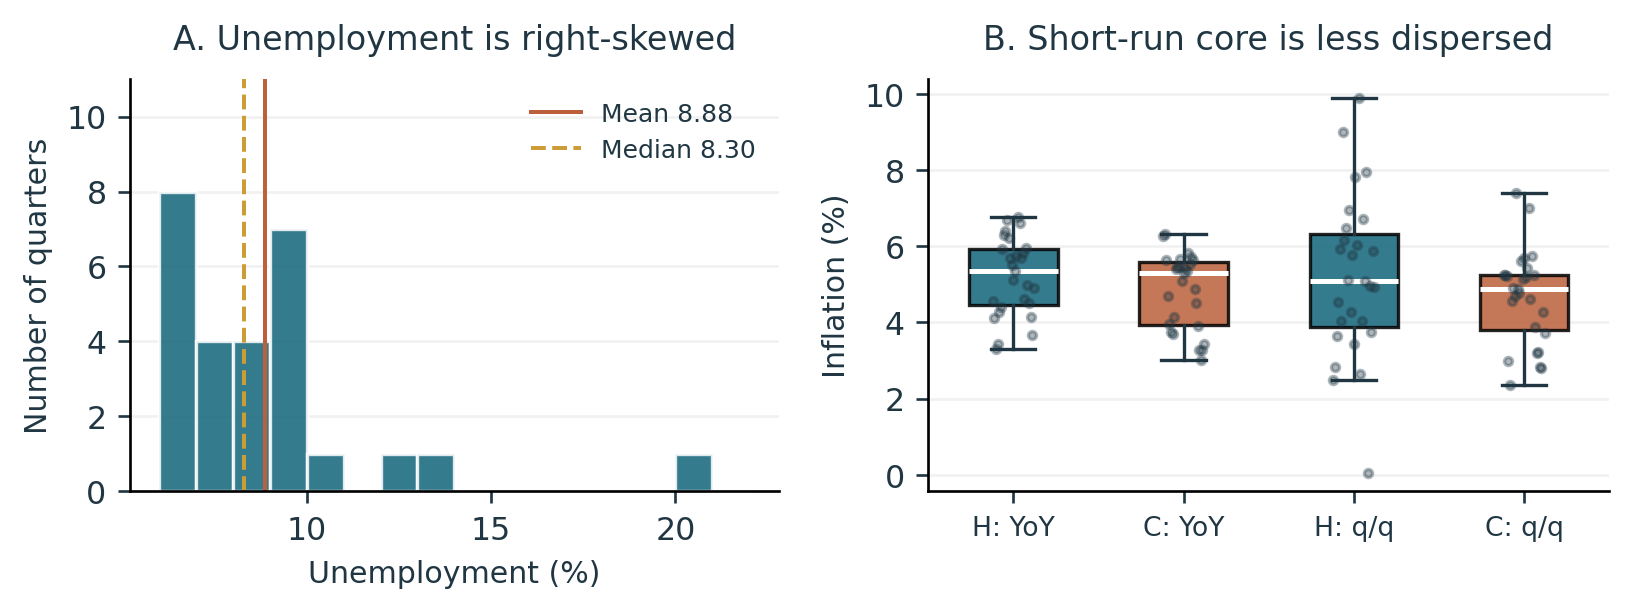 A. Unemployment is right-skewed
Number of quarters
10
8
6
4
2
0
Mean 8.88
Median 8.30
10
15
20
Unemployment (%)
B. Short-run core is less dispersed
Inflation (%)
10
8
6
4
2
0
H: YoY
C: YoY
H: q/q
C: q/q